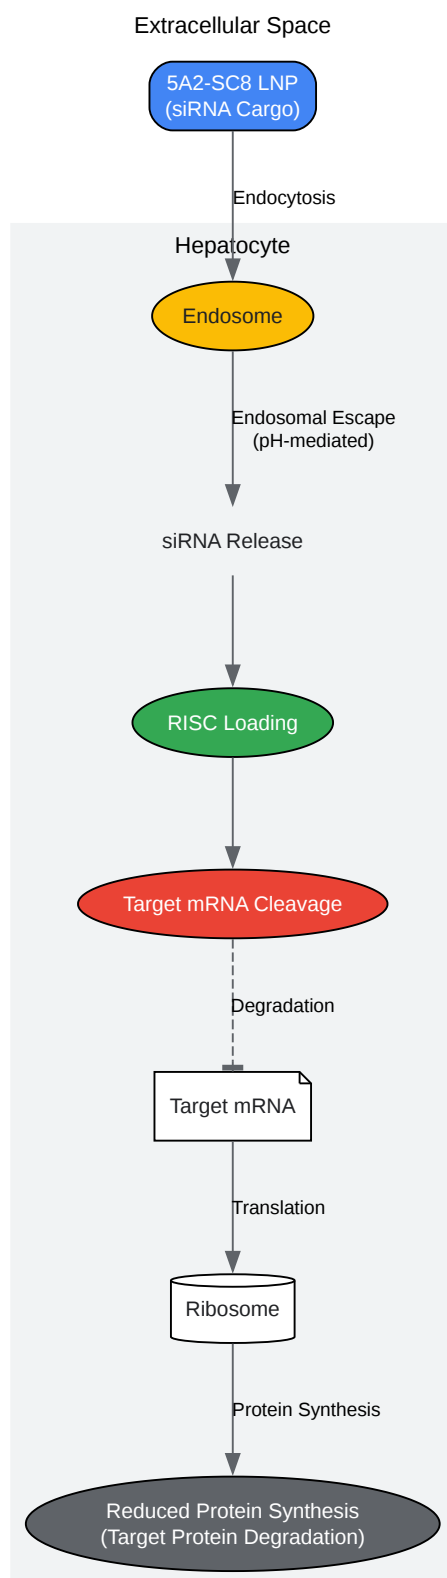 Extracellular Space
5A2-SC8 LNP
(siRNA Cargo)
Endocytosis
Hepatocyte
Endosome
Endosomal Escape
(pH-mediated)
siRNA Release
RISC Loading
Target mRNA Cleavage
Degradation
Target mRNA
Translation
Ribosome
Protein Synthesis
Reduced Protein Synthesis
(Target Protein Degradation)